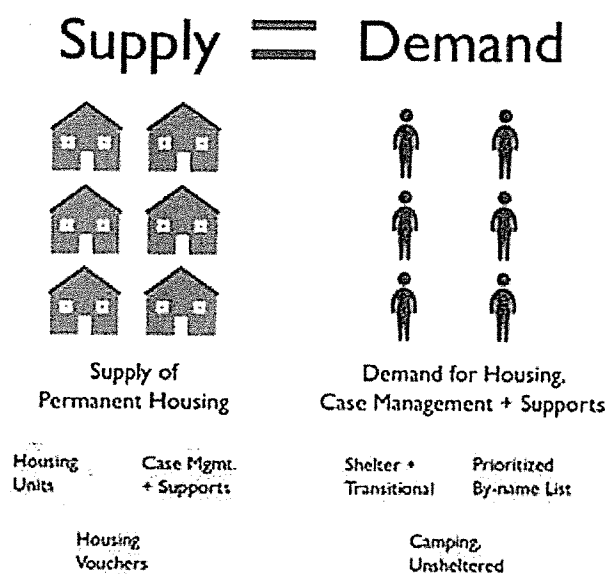 Supply = Demand
Supply of
Permanent Housing
Demand for Housing,
Case Management + Supports
Housing
Units
Case Mgmt.
+ Supports
Shelter +
Transitional
Prioritized
By-name List
Housing
Vouchers
Camping,
Unsheltered